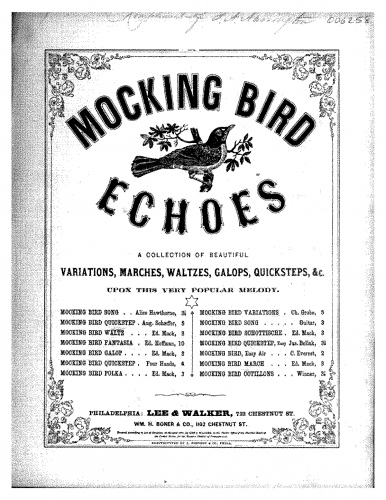 006258
MOCKING BIRD
ECHOES
A COLLECTION OF BEAUTIFUL
VARIATIONS, MARCHES, WALTZES, GALOPS, QUICKSTEPS, &c.
UPON THIS VERY POPULAR MELODY.
MOCKING BIRD SONG . . Alice Hawthorne, 2½
MOCKING BIRD QUICKSTEP, Aug. Schaffer, 5
MOCKING BIRD WALTZ . . . Ed. Mack, 3
MOCKING BIRD FANTASIA . Ed. Hoffman, 10
MOCKING BIRD GALOP . . . Ed. Mack, 3
MOCKING BIRD QUICKSTEP, Four Hands, 4
MOCKING BIRD POLKA . . . Ed. Mack, 3
MOCKING BIRD VARIATIONS . Ch. Grobe, 5
MOCKING BIRD SONG . . . . Guitar, 3
MOCKING BIRD SCHOTTISCHE . Ed. Mack, 3
MOCKING BIRD QUICKSTEP, Easy Jas. Bellak, 2½
MOCKING BIRD, Easy Air . . C. Everest, 2
MOCKING BIRD MARCH . . Ed. Mack, 3
MOCKING BIRD COTILLONS . . Winner, 3½
PHILADELPHIA: LEE & WALKER, 722 CHESTNUT ST.
WM. H. BONER & CO., 1102 CHESTNUT ST.